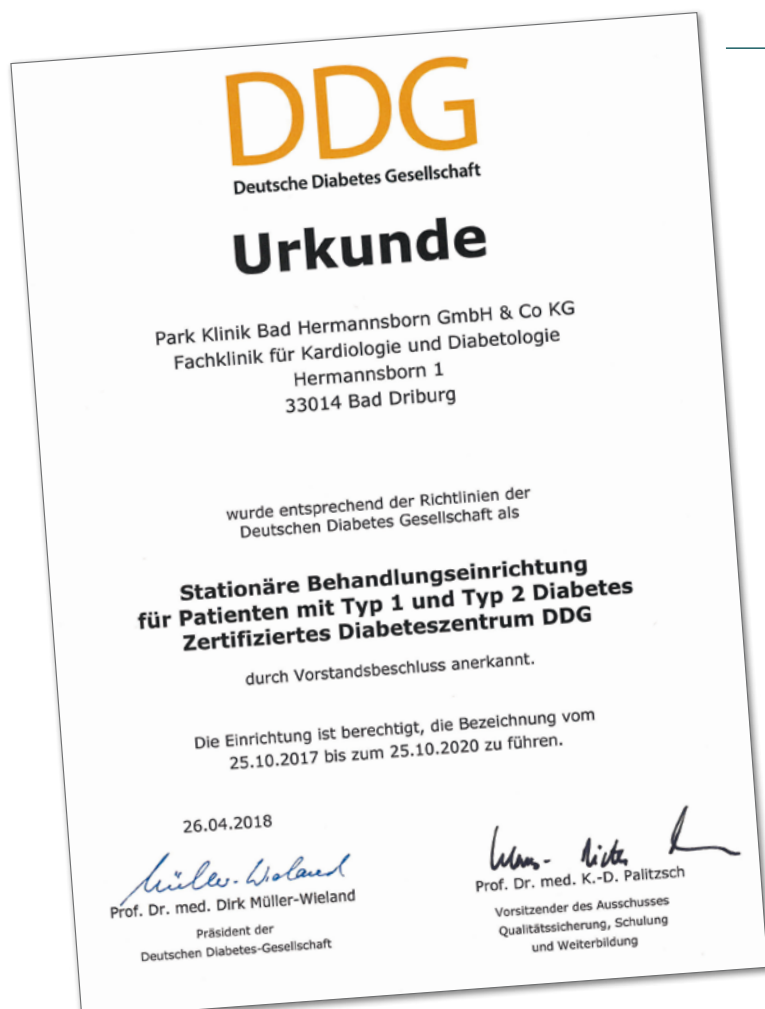 DDG
Deutsche Diabetes Gesellschaft
Urkunde
Park Klinik Bad Hermannsborn GmbH & Co KG
Fachklinik für Kardiologie und Diabetologie
Hermannsborn 1
33014 Bad Driburg
wurde entsprechend der Richtlinien der
Deutschen Diabetes Gesellschaft als
Stationäre Behandlungseinrichtung
für Patienten mit Typ 1 und Typ 2 Diabetes
Zertifiziertes Diabeteszentrum DDG
durch Vorstandsbeschluss anerkannt.
Die Einrichtung ist berechtigt, die Bezeichnung vom
25.10.2017 bis zum 25.10.2020 zu führen.
26.04.2018
Müller-Wieland
Prof. Dr. med. Dirk Müller-Wieland
Präsident der
Deutschen Diabetes-Gesellschaft
Prof. Dr. med. K.-D. Palitzsch
Vorsitzender des Ausschusses
Qualitätssicherung, Schulung
und Weiterbildung